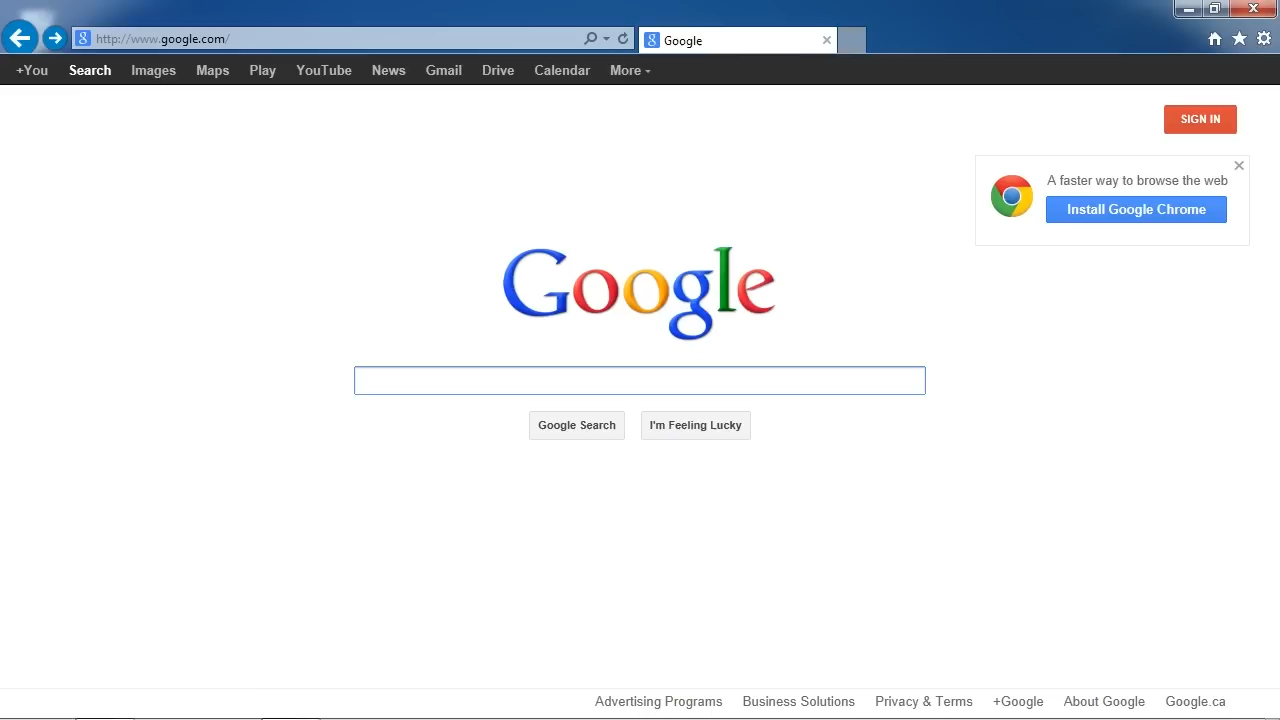 http://www.google.com/
Google
+You Search Images Maps Play YouTube News Gmail Drive Calendar More
SIGN IN
A faster way to browse the web
Install Google Chrome
Google
Google Search I'm Feeling Lucky
Advertising Programs Business Solutions Privacy & Terms +Google About Google Google.ca